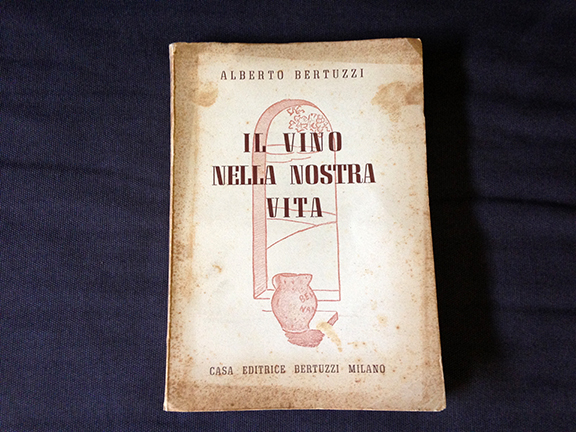 ALBERTO BERTUZZI
IL VINO
NELLA NOSTRA
VITA
CASA EDITRICE BERTUZZI MILANO